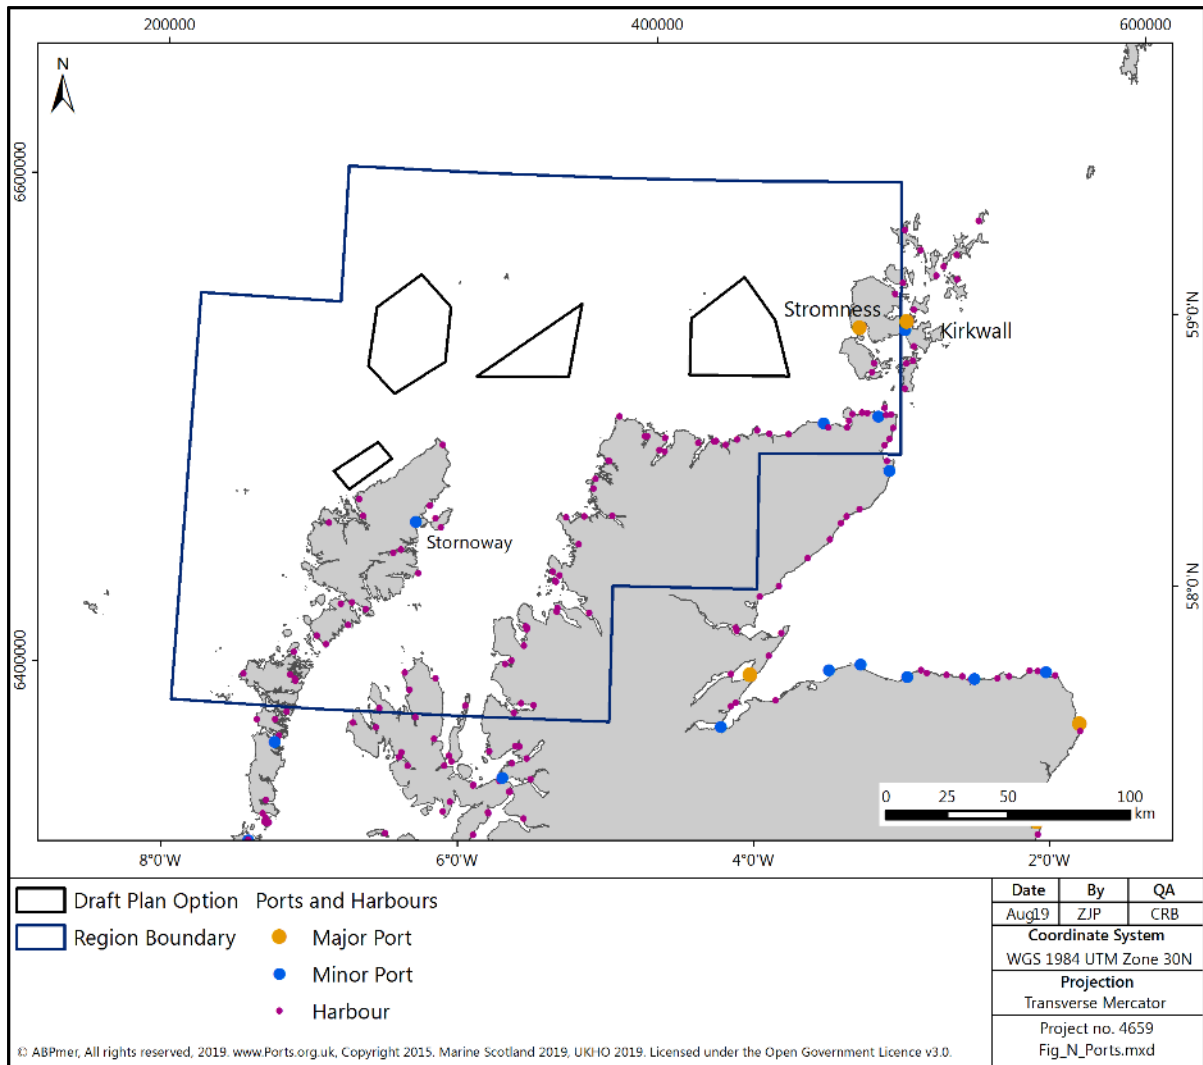 200000 400000 600000
N
6600000
59°0'N
Stromness
Kirkwall
Stornoway
58°0'N
6400000
0 25 50 100
km
8°0'W 6°0'W 4°0'W 2°0'W
Draft Plan Option
Region Boundary
Ports and Harbours
Major Port
Minor Port
Harbour
Date By QA
Aug19 ZJP CRB
Coordinate System
WGS 1984 UTM Zone 30N
Projection
Transverse Mercator
Project no. 4659
Fig_N_Ports.mxd
© ABPmer, All rights reserved, 2019. www.Ports.org.uk, Copyright 2015. Marine Scotland 2019, UKHO 2019. Licensed under the Open Government Licence v3.0.